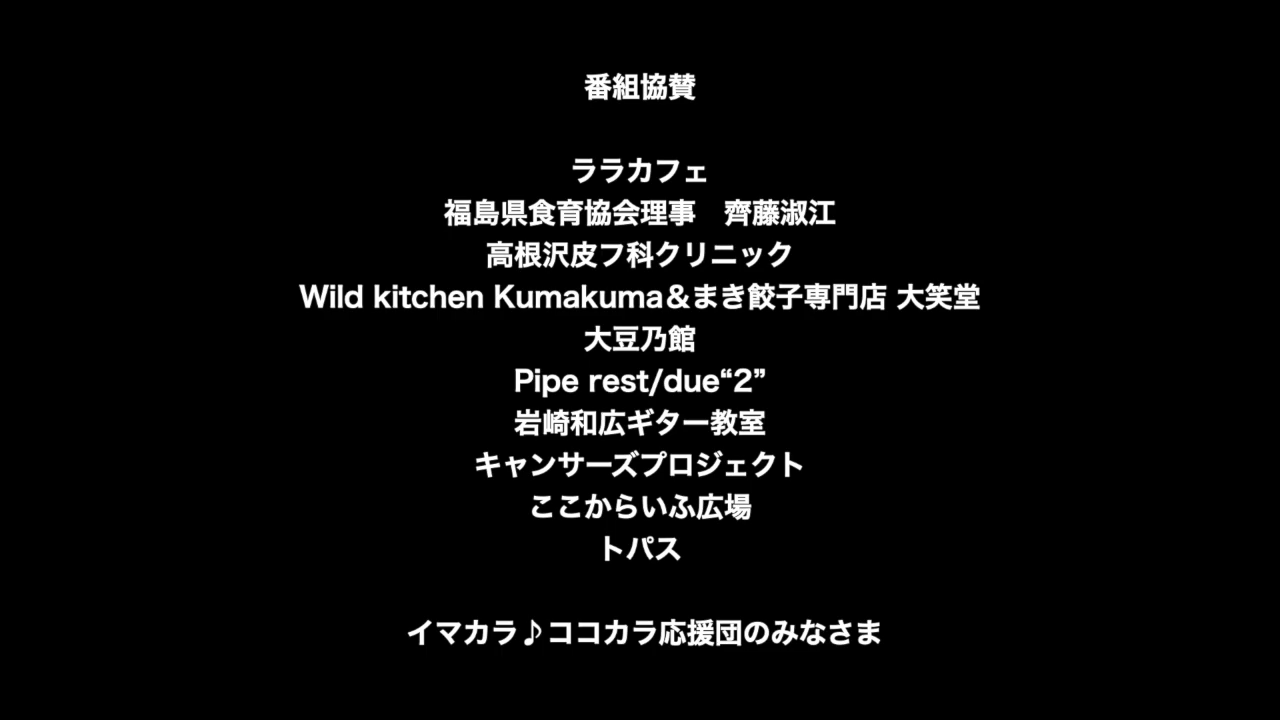 番組協賛
ララカフェ
福島県食育協会理事　齊藤淑江
高根沢皮フ科クリニック
Wild kitchen Kumakuma＆まき餃子専門店 大笑堂
大豆乃館
Pipe rest/due“2”
岩崎和広ギター教室
キャンサーズプロジェクト
ここからいふ広場
トパス
イマカラ♪ココカラ応援団のみなさま